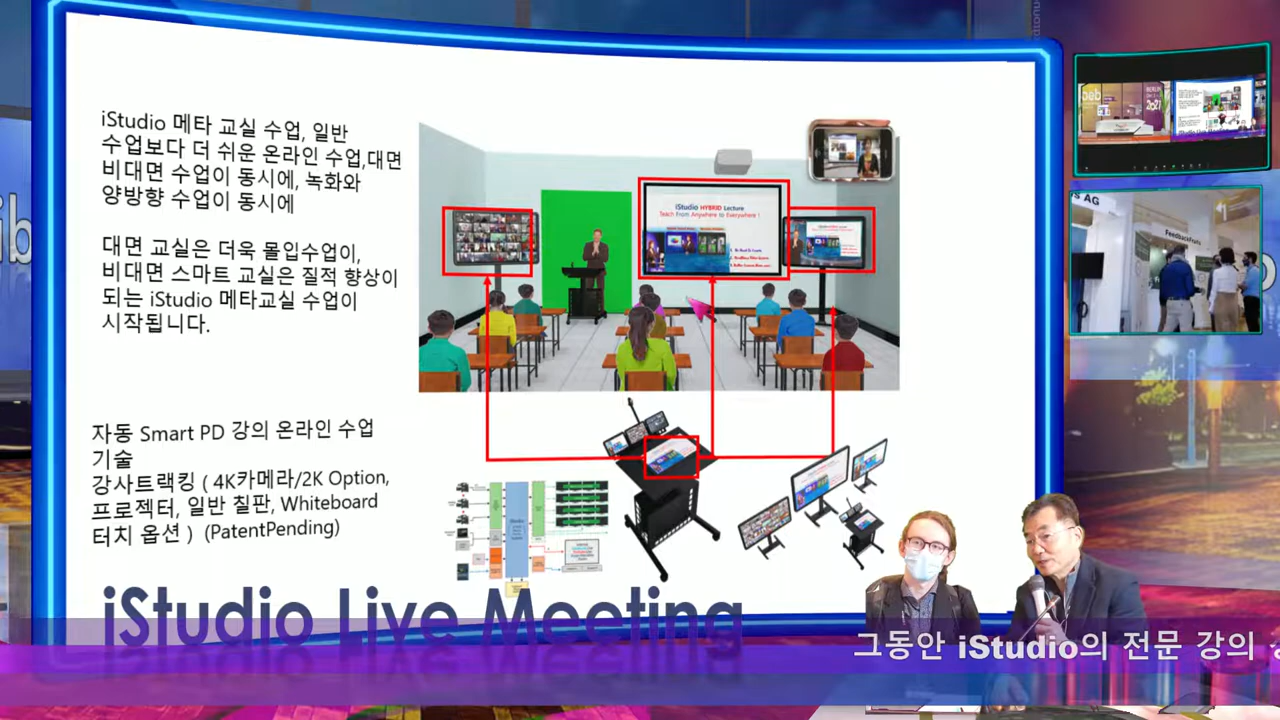 iStudio 메타 교실 수업, 일반
수업보다 더 쉬운 온라인 수업,대면
비대면 수업이 동시에, 녹화와
양방향 수업이 동시에
대면 교실은 더욱 몰입수업이,
비대면 스마트 교실은 질적 향상이
되는 iStudio 메타교실 수업이
시작됩니다.
자동 Smart PD 강의 온라인 수업
기술
강사트랙킹 ( 4K카메라/2K Option,
프로젝터, 일반 칠판, Whiteboard
터치 옵션 ) (PatentPending)
iStudio HYBRID Lecture
Teach From Anywhere to Everywhere !
iStudio Live Meeting
그동안 iStudio의 전문 강의
S AG
FeedbackFruits
2021